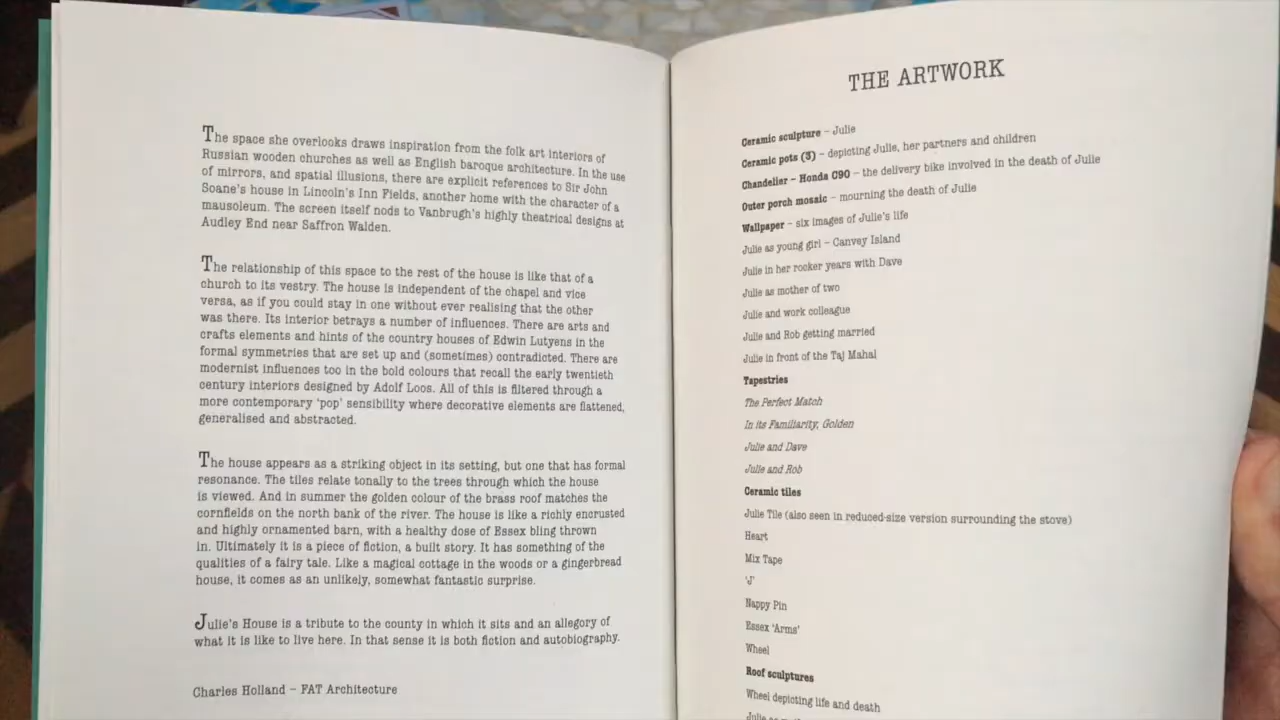 The space she overlooks draws inspiration from the folk art interiors of
Russian wooden churches as well as English baroque architecture. In the use
of mirrors, and spatial illusions, there are explicit references to Sir John
Soane's house in Lincoln's Inn Fields, another home with the character of a
mausoleum. The screen itself nods to Vanbrugh's highly theatrical designs at
Audley End near Saffron Walden.
The relationship of this space to the rest of the house is like that of a
church to its vestry. The house is independent of the chapel and vice
versa, as if you could stay in one without ever realising that the other
was there. Its interior betrays a number of influences. There are arts and
crafts elements and hints of the country houses of Edwin Lutyens in the
formal symmetries that are set up and (sometimes) contradicted. There are
modernist influences too in the bold colours that recall the early twentieth
century interiors designed by Adolf Loos. All of this is filtered through a
more contemporary 'pop' sensibility where decorative elements are flattened,
generalised and abstracted.
The house appears as a striking object in its setting, but one that has formal
resonance. The tiles relate tonally to the trees through which the house
is viewed. And in summer the golden colour of the brass roof matches the
cornfields on the north bank of the river. The house is like a richly encrusted
and highly ornamented barn, with a healthy dose of Essex bling thrown
in. Ultimately it is a piece of fiction, a built story. It has something of the
qualities of a fairy tale. Like a magical cottage in the woods or a gingerbread
house, it comes as an unlikely, somewhat fantastic surprise.
Julie's House is a tribute to the county in which it sits and an allegory of
what it is like to live here. In that sense it is both fiction and autobiography.
Charles Holland – FAT Architecture
THE ARTWORK
Ceramic sculpture – Julie
Ceramic pots (3) – depicting Julie, her partners and children
Chandelier – Honda C90 – the delivery bike involved in the death of Julie
Outer porch mosaic – mourning the death of Julie
Wallpaper – six images of Julie's life
Julie as young girl – Canvey Island
Julie in her rocker years with Dave
Julie as mother of two
Julie and work colleague
Julie and Rob getting married
Julie in front of the Taj Mahal
Tapestries
The Perfect Match
In its Familiarity, Golden
Julie and Dave
Julie and Rob
Ceramic tiles
Julie Tile (also seen in reduced-size version surrounding the stove)
Heart
Mix Tape
'J'
Nappy Pin
Essex 'Arms'
Wheel
Roof sculptures
Wheel depicting life and death